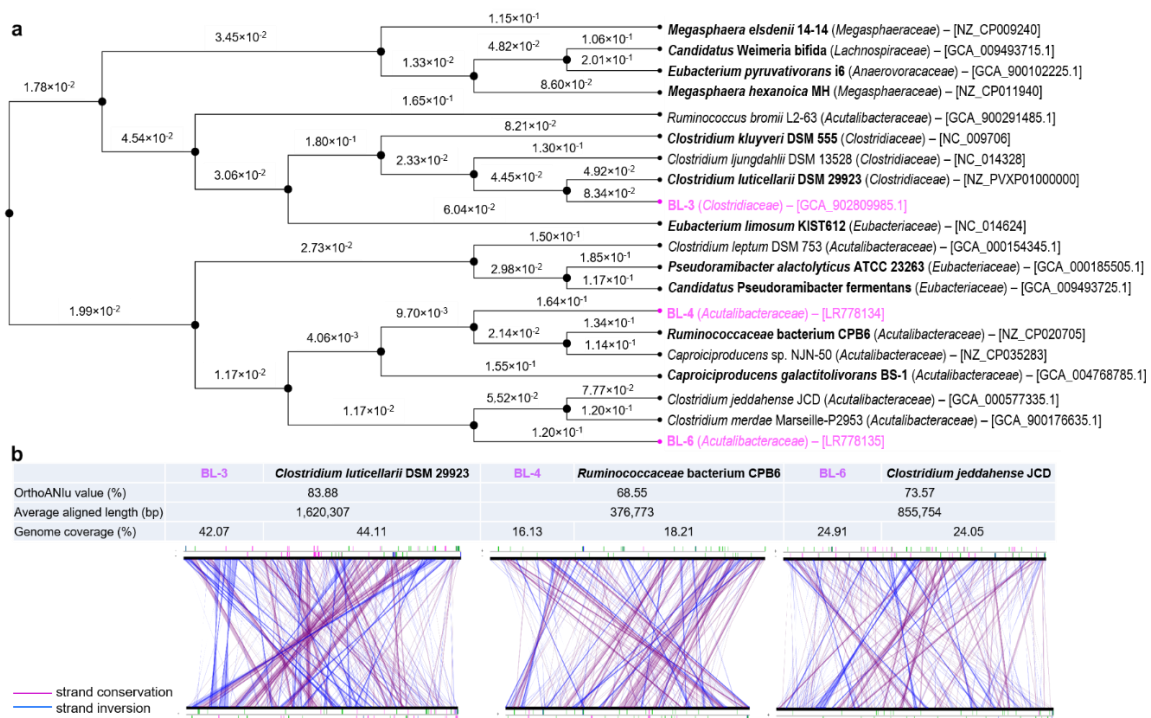 a
1.15×10-1
Megasphaera elsdenii 14-14 (Megasphaeraceae) – [NZ_CP009240]
3.45×10-2
4.82×10-2
1.06×10-1
Candidatus Weimeria bifida (Lachnospiraceae) – [GCA_009493715.1]
1.33×10-2
2.01×10-1
Eubacterium pyruvativorans i6 (Anaerovoracaceae) – [GCA_900102225.1]
1.78×10-2
8.60×10-2
Megasphaera hexanoica MH (Megasphaeraceae) – [NZ_CP011940]
1.65×10-1
Ruminococcus bromii L2-63 (Acutalibacteraceae) – [GCA_900291485.1]
4.54×10-2
1.80×10-1
8.21×10-2
Clostridium kluyveri DSM 555 (Clostridiaceae) – [NC_009706]
2.33×10-2
1.30×10-1
Clostridium ljungdahlii DSM 13528 (Clostridiaceae) – [NC_014328]
3.06×10-2
4.45×10-2
4.92×10-2
Clostridium luticellarii DSM 29923 (Clostridiaceae) – [NZ_PVXP01000000]
8.34×10-2
BL-3 (Clostridiaceae) – [GCA_902809985.1]
6.04×10-2
Eubacterium limosum KIST612 (Eubacteriaceae) – [NC_014624]
2.73×10-2
1.50×10-1
Clostridium leptum DSM 753 (Acutalibacteraceae) – [GCA_000154345.1]
2.98×10-2
1.85×10-1
Pseudoramibacter alactolyticus ATCC 23263 (Eubacteriaceae) – [GCA_000185505.1]
1.17×10-1
Candidatus Pseudoramibacter fermentans (Eubacteriaceae) – [GCA_009493725.1]
1.99×10-2
9.70×10-3
1.64×10-1
BL-4 (Acutalibacteraceae) – [LR778134]
4.06×10-3
2.14×10-2
1.34×10-1
Ruminococcaceae bacterium CPB6 (Acutalibacteraceae) – [NZ_CP020705]
1.14×10-1
Caproiciproducens sp. NJN-50 (Acutalibacteraceae) – [NZ_CP035283]
1.17×10-2
1.55×10-1
Caproiciproducens galactitolivorans BS-1 (Acutalibacteraceae) – [GCA_004768785.1]
1.17×10-2
5.52×10-2
7.77×10-2
Clostridium jeddahense JCD (Acutalibacteraceae) – [GCA_000577335.1]
1.20×10-1
Clostridium merdae Marseille-P2953 (Acutalibacteraceae) – [GCA_900176635.1]
1.20×10-1
BL-6 (Acutalibacteraceae) – [LR778135]
b
BL-3 Clostridium luticellarii DSM 29923 BL-4 Ruminococcaceae bacterium CPB6 BL-6 Clostridium jeddahense JCD
OrthoANIu value (%) 83.88 68.55 73.57
Average aligned length (bp) 1,620,307 376,773 855,754
Genome coverage (%) 42.07 44.11 16.13 18.21 24.91 24.05
strand conservation
strand inversion